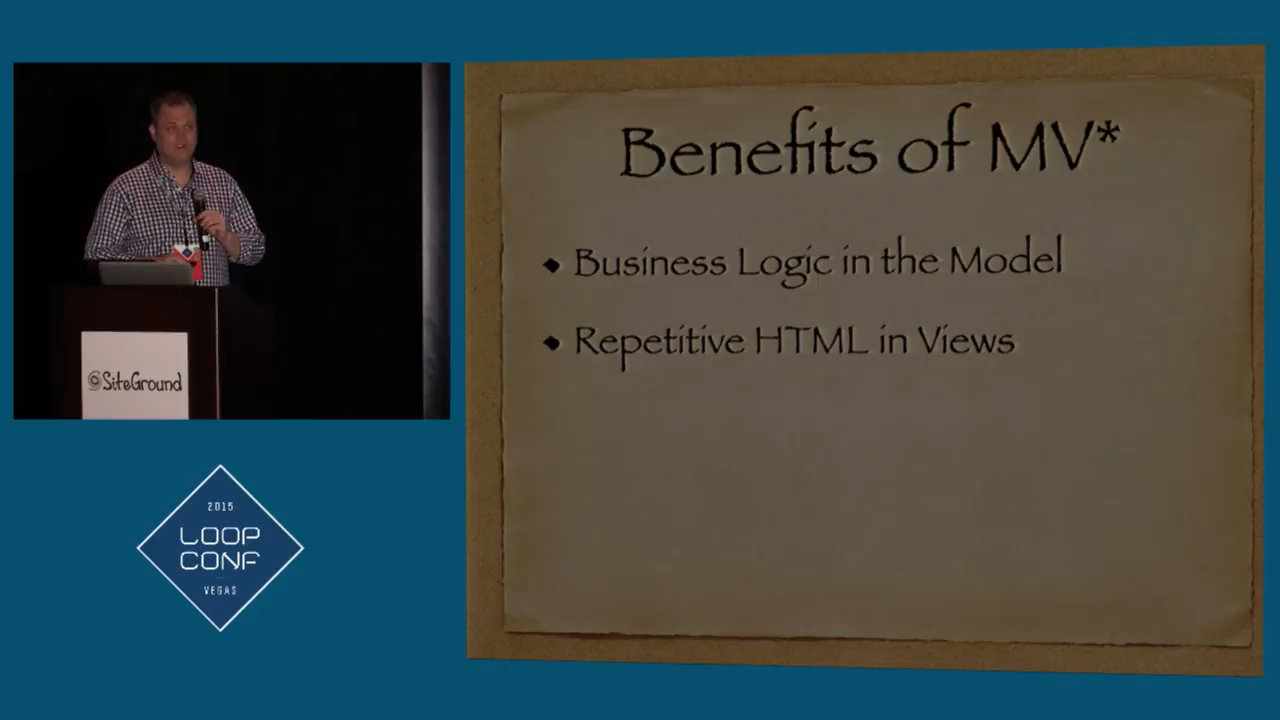 Benefits of MV*
Business Logic in the Model
Repetitive HTML in Views
SiteGround
2015
LOOP
CONF
VEGAS